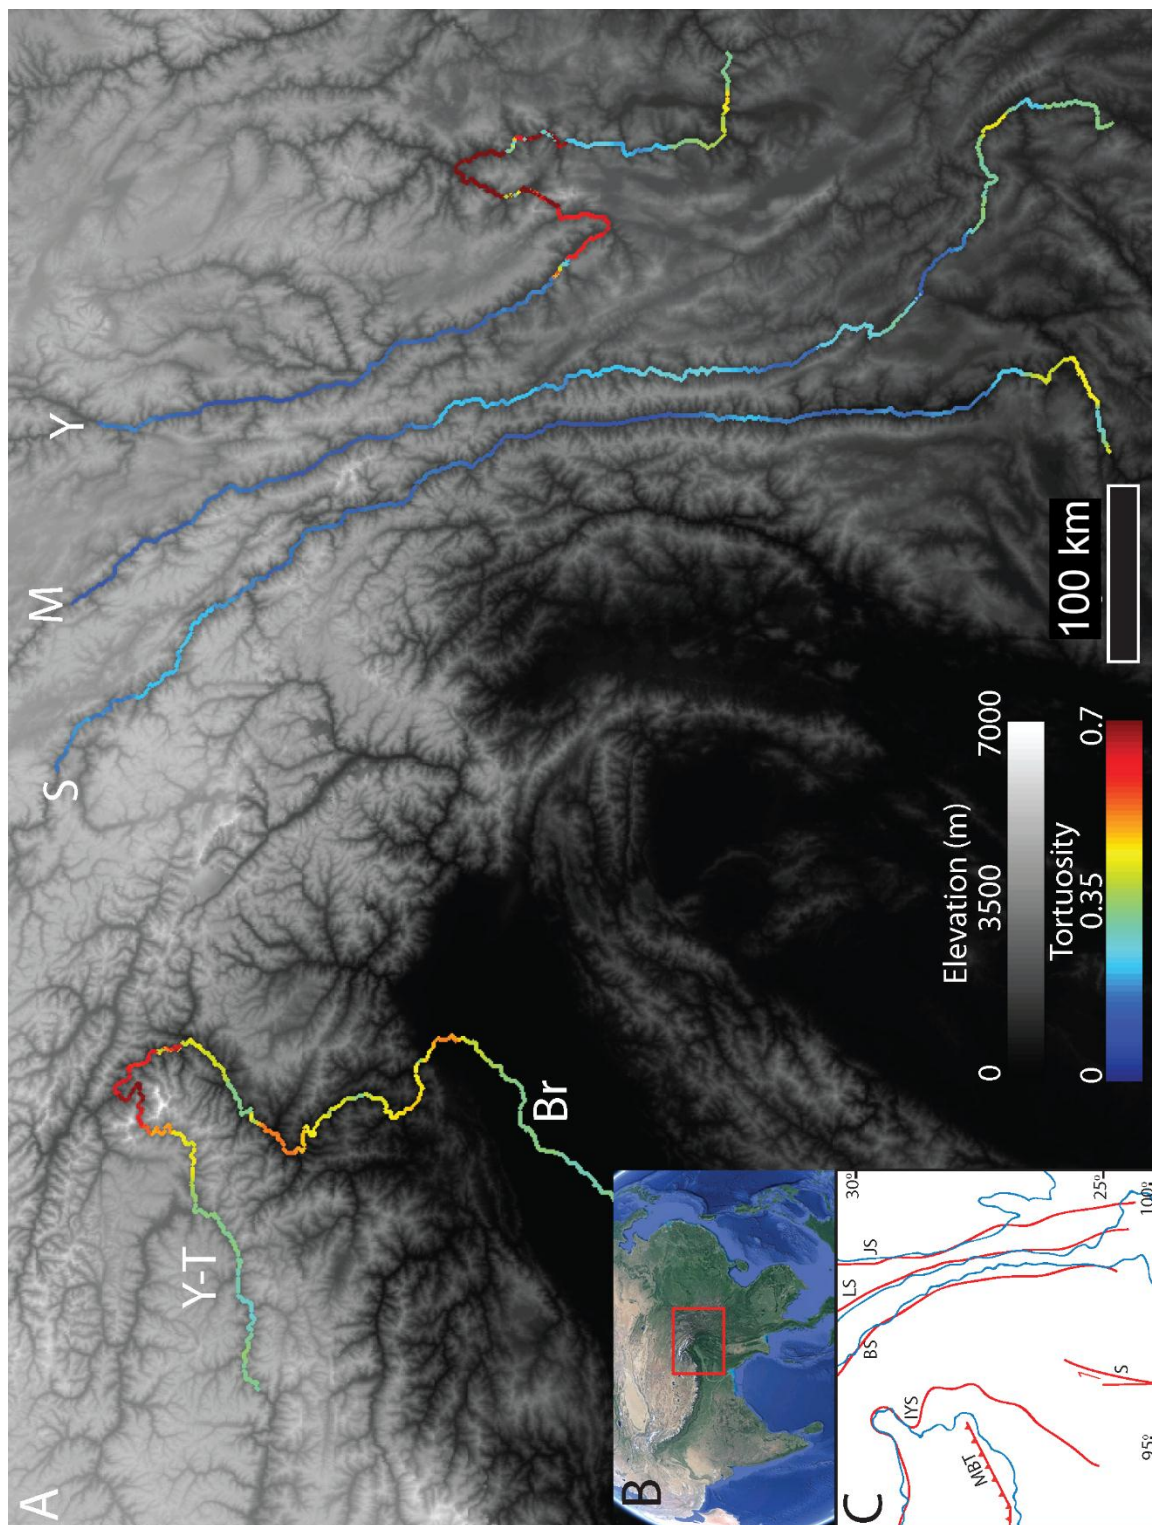 A
Y-T
Br
S
M
Y
Elevation (m)
0 3500 7000
Tortuosity
0 0.35 0.7
100 km
B
C
IYS
MBT
BS
LS
JS
S
30°
25°
95°
100°